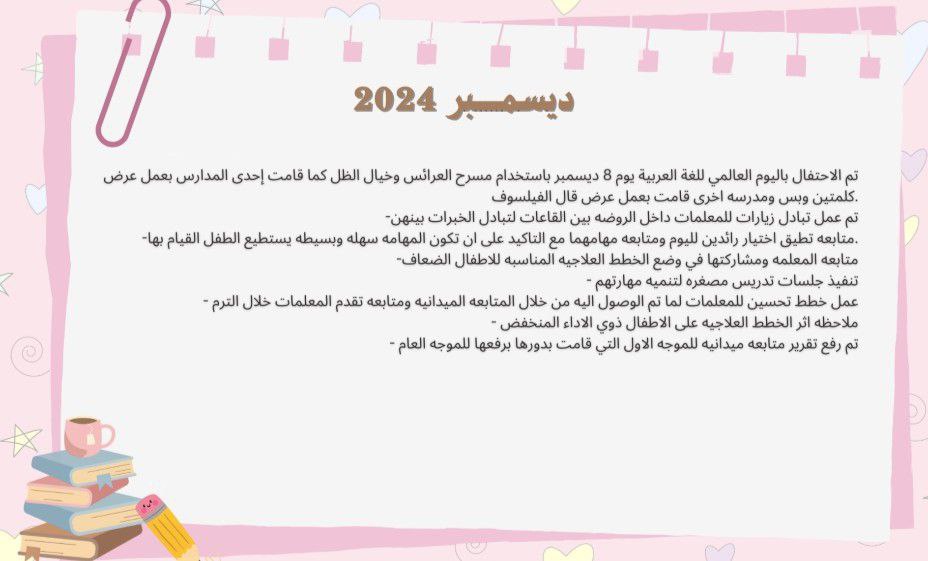 ديسمبر 2024
تم الاحتفال باليوم العالمي للغة العربية يوم 8 ديسمبر باستخدام مسرح العرائس وخيال الظل كما قامت إحدى المدارس بعمل عرض
.كلمتين وبس ومدرسه اخرى قامت بعمل عرض قال الفيلسوف
تم عمل تبادل زيارات للمعلمات داخل الروضه بين القاعات لتبادل الخبرات بينهن-
.متابعه تطيق اختيار رائدين لليوم ومتابعه مهامهما مع التاكيد على ان تكون المهامه سهله وبسيطه يستطيع الطفل القيام بها-
متابعه المعلمه ومشاركتها في وضع الخطط العلاجيه المناسبه للاطفال الضعاف-
تنفيذ جلسات تدريس مصغره لتنميه مهارتهم -
عمل خطط تحسين للمعلمات لما تم الوصول اليه من خلال المتابعه الميدانيه ومتابعه تقدم المعلمات خلال الترم -
ملاحظه اثر الخطط العلاجيه على الاطفال ذوي الاداء المنخفض -
تم رفع تقرير متابعه ميدانيه للموجه الاول التي قامت بدورها برفعها للموجه العام -